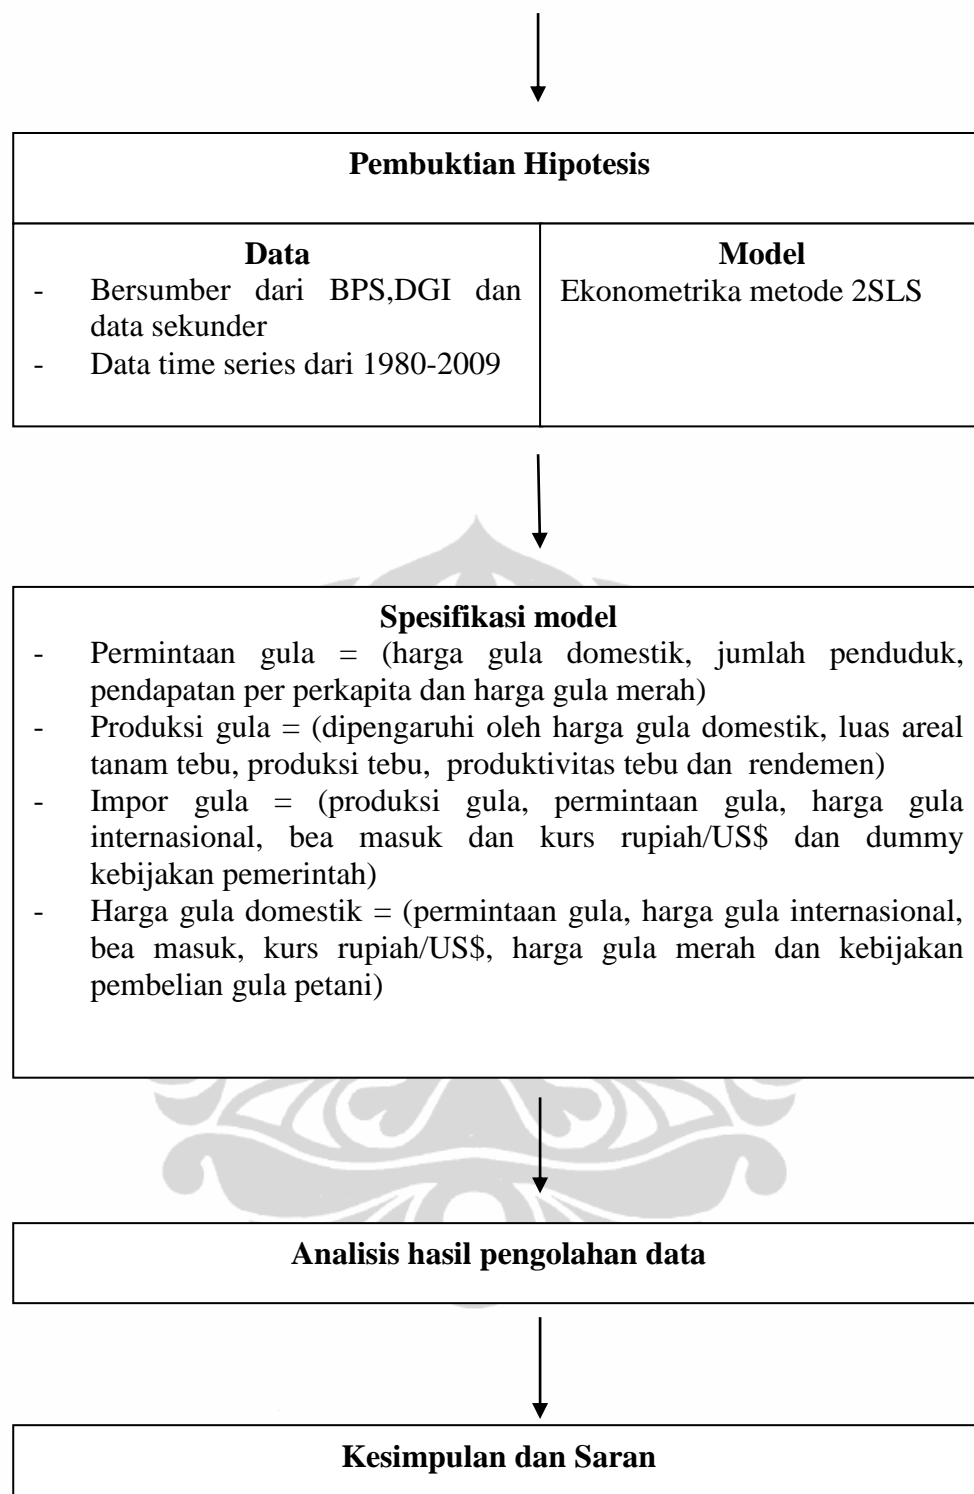 Pembuktian Hipotesis
Data
- Bersumber dari BPS,DGI dan
data sekunder
- Data time series dari 1980-2009
Model
Ekonometrika metode 2SLS
Spesifikasi model
- Permintaan gula = (harga gula domestik, jumlah penduduk,
pendapatan per perkapita dan harga gula merah)
- Produksi gula = (dipengaruhi oleh harga gula domestik, luas areal
tanam tebu, produksi tebu, produktivitas tebu dan rendemen)
- Impor gula = (produksi gula, permintaan gula, harga gula
internasional, bea masuk dan kurs rupiah/US$ dan dummy
kebijakan pemerintah)
- Harga gula domestik = (permintaan gula, harga gula internasional,
bea masuk, kurs rupiah/US$, harga gula merah dan kebijakan
pembelian gula petani)
Analisis hasil pengolahan data
Kesimpulan dan Saran